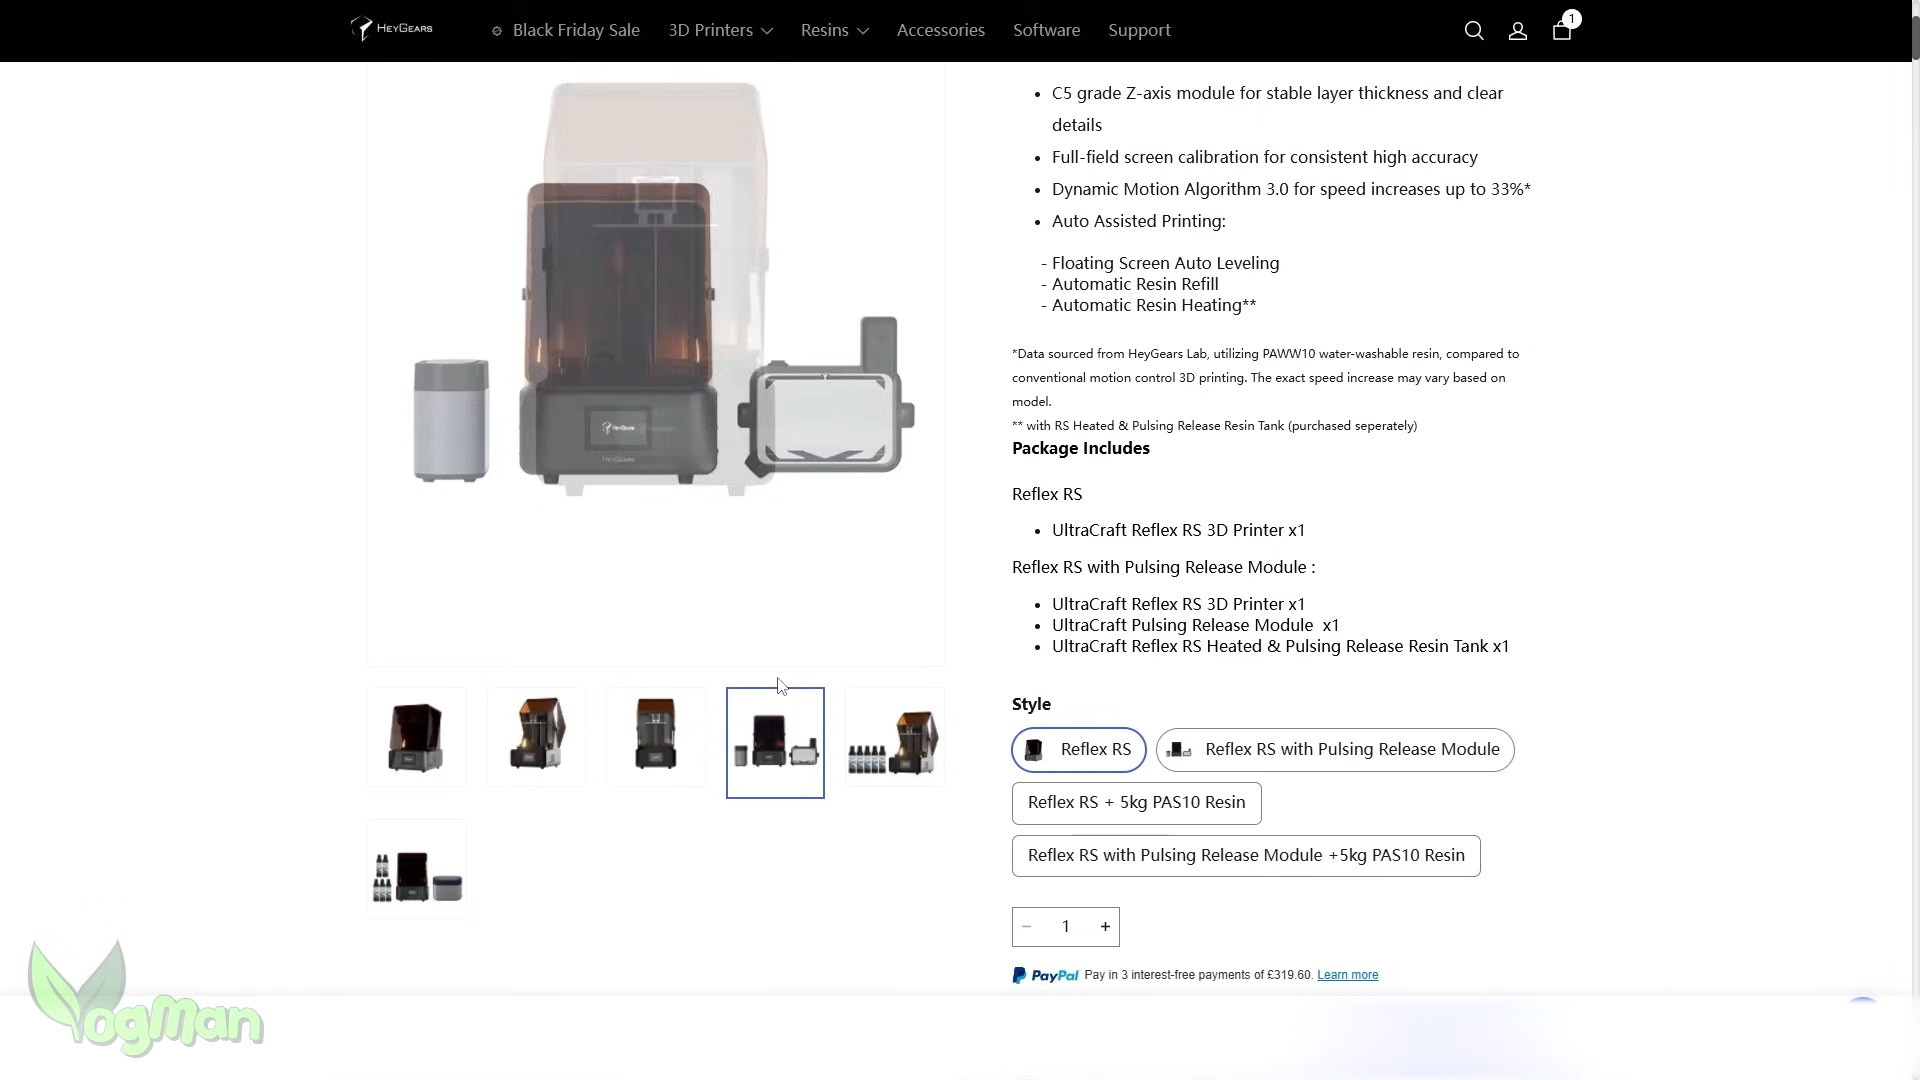 HEYGEARS
Black Friday Sale
3D Printers
Resins
Accessories
Software
Support
1
• C5 grade Z-axis module for stable layer thickness and clear
details
• Full-field screen calibration for consistent high accuracy
• Dynamic Motion Algorithm 3.0 for speed increases up to 33%*
• Auto Assisted Printing:
- Floating Screen Auto Leveling
- Automatic Resin Refill
- Automatic Resin Heating**
*Data sourced from HeyGears Lab, utilizing PAWW10 water-washable resin, compared to
conventional motion control 3D printing. The exact speed increase may vary based on
model.
** with RS Heated & Pulsing Release Resin Tank (purchased seperately)
Package Includes
Reflex RS
• UltraCraft Reflex RS 3D Printer x1
Reflex RS with Pulsing Release Module :
• UltraCraft Reflex RS 3D Printer x1
• UltraCraft Pulsing Release Module x1
• UltraCraft Reflex RS Heated & Pulsing Release Resin Tank x1
Style
Reflex RS
Reflex RS with Pulsing Release Module
Reflex RS + 5kg PAS10 Resin
Reflex RS with Pulsing Release Module +5kg PAS10 Resin
− 1 +
PayPal Pay in 3 interest-free payments of £319.60. Learn more
HEYGEARS
HEYGEARS
YogMan